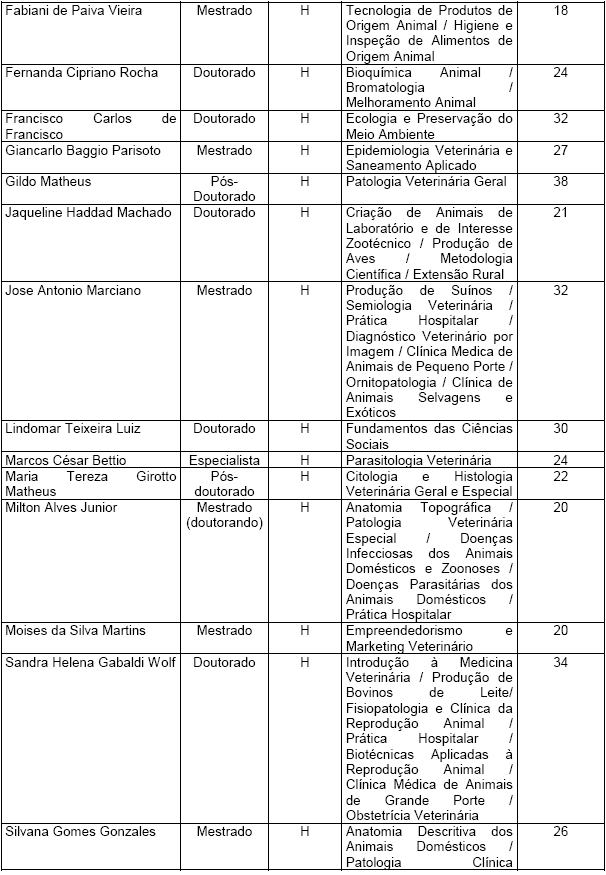 Fabiani de Paiva Vieira Mestrado H Tecnologia de Produtos de 18
Origem Animal / Higiene e
Inspeção de Alimentos de
Origem Animal
Fernanda Cipriano Rocha Doutorado H Bioquímica Animal / 24
Bromatologia /
Melhoramento Animal
Francisco Carlos de Doutorado H Ecologia e Preservação do 32
Francisco Meio Ambiente
Giancarlo Baggio Parisoto Mestrado H Epidemiologia Veterinária e 27
Saneamento Aplicado
Gildo Matheus Pós- H Patologia Veterinária Geral 38
Doutorado
Jaqueline Haddad Machado Doutorado H Criação de Animais de 21
Laboratório e de Interesse
Zootécnico / Produção de
Aves / Metodologia
Científica / Extensão Rural
Jose Antonio Marciano Mestrado H Produção de Suínos / 32
Semiologia Veterinária /
Prática Hospitalar /
Diagnóstico Veterinário por
Imagem / Clínica Medica de
Animais de Pequeno Porte /
Ornitopatologia / Clínica de
Animais Selvagens e
Exóticos
Lindomar Teixeira Luiz Doutorado H Fundamentos das Ciências 30
Sociais
Marcos César Bettio Especialista H Parasitologia Veterinária 24
Maria Tereza Girotto Pós- H Citologia e Histologia 22
Matheus doutorado Veterinária Geral e Especial
Milton Alves Junior Mestrado H Anatomia Topográfica / 20
(doutorando) Patologia Veterinária
Especial / Doenças
Infecciosas dos Animais
Domésticos e Zoonoses /
Doenças Parasitárias dos
Animais Domésticos /
Prática Hospitalar
Moises da Silva Martins Mestrado H Empreendedorismo e 20
Marketing Veterinário
Sandra Helena Gabaldi Wolf Doutorado H Introdução à Medicina 34
Veterinária / Produção de
Bovinos de Leite/
Fisiopatologia e Clínica da
Reprodução Animal /
Prática Hospitalar /
Biotécnicas Aplicadas à
Reprodução Animal /
Clínica Médica de Animais
de Grande Porte /
Obstetrícia Veterinária
Silvana Gomes Gonzales Mestrado H Anatomia Descritiva dos 26
Animais Domésticos /
Patologia Clínica